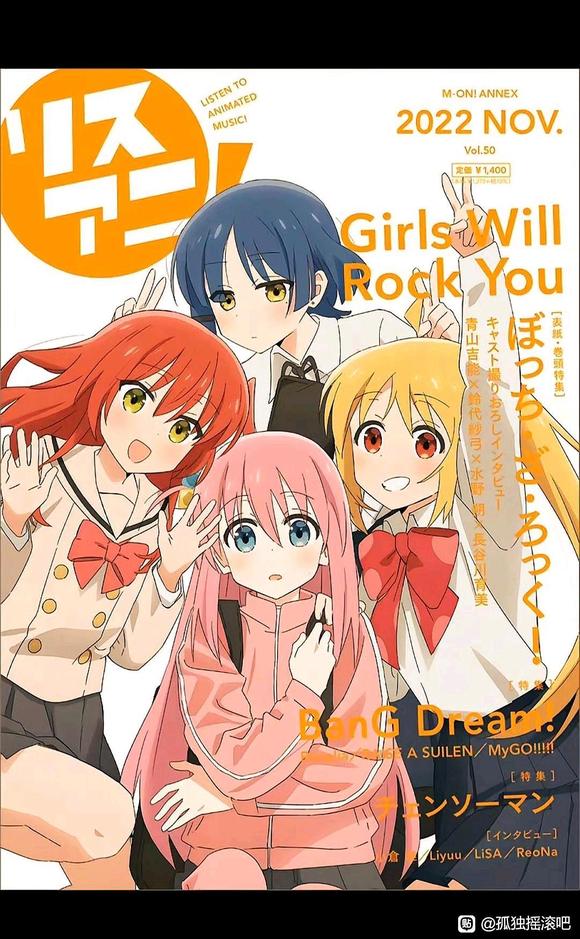 リスアニ!
LISTEN TO
ANIMATED
MUSIC!
M-ON! ANNEX
2022 NOV.
Vol.50
定価 ¥1,400
Girls Will
Rock You
[表紙・巻頭特集]
ぼっち・ざ・ろっく!
キャスト撮りおろしインタビュー
青山吉能×鈴代紗弓×水野 朔×長谷川育美
[特集]
BanG Dream!
A SUILEN/MyGO!!!!!
[特集]
チェンソーマン
[インタビュー]
/Liyuu/LiSA/ReoNa
贴 @孤独摇滚吧